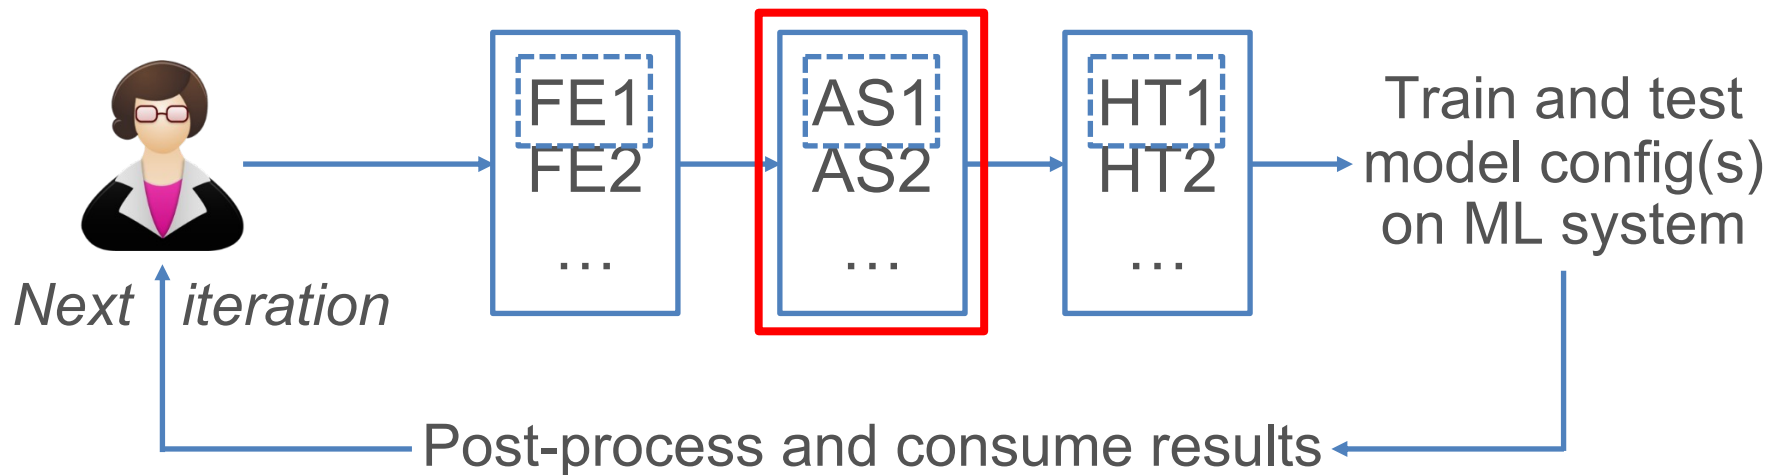 FE1
FE2
…
AS1
AS2
…
HT1
HT2
…
Train and test
model config(s)
on ML system
Next iteration
Post-process and consume results